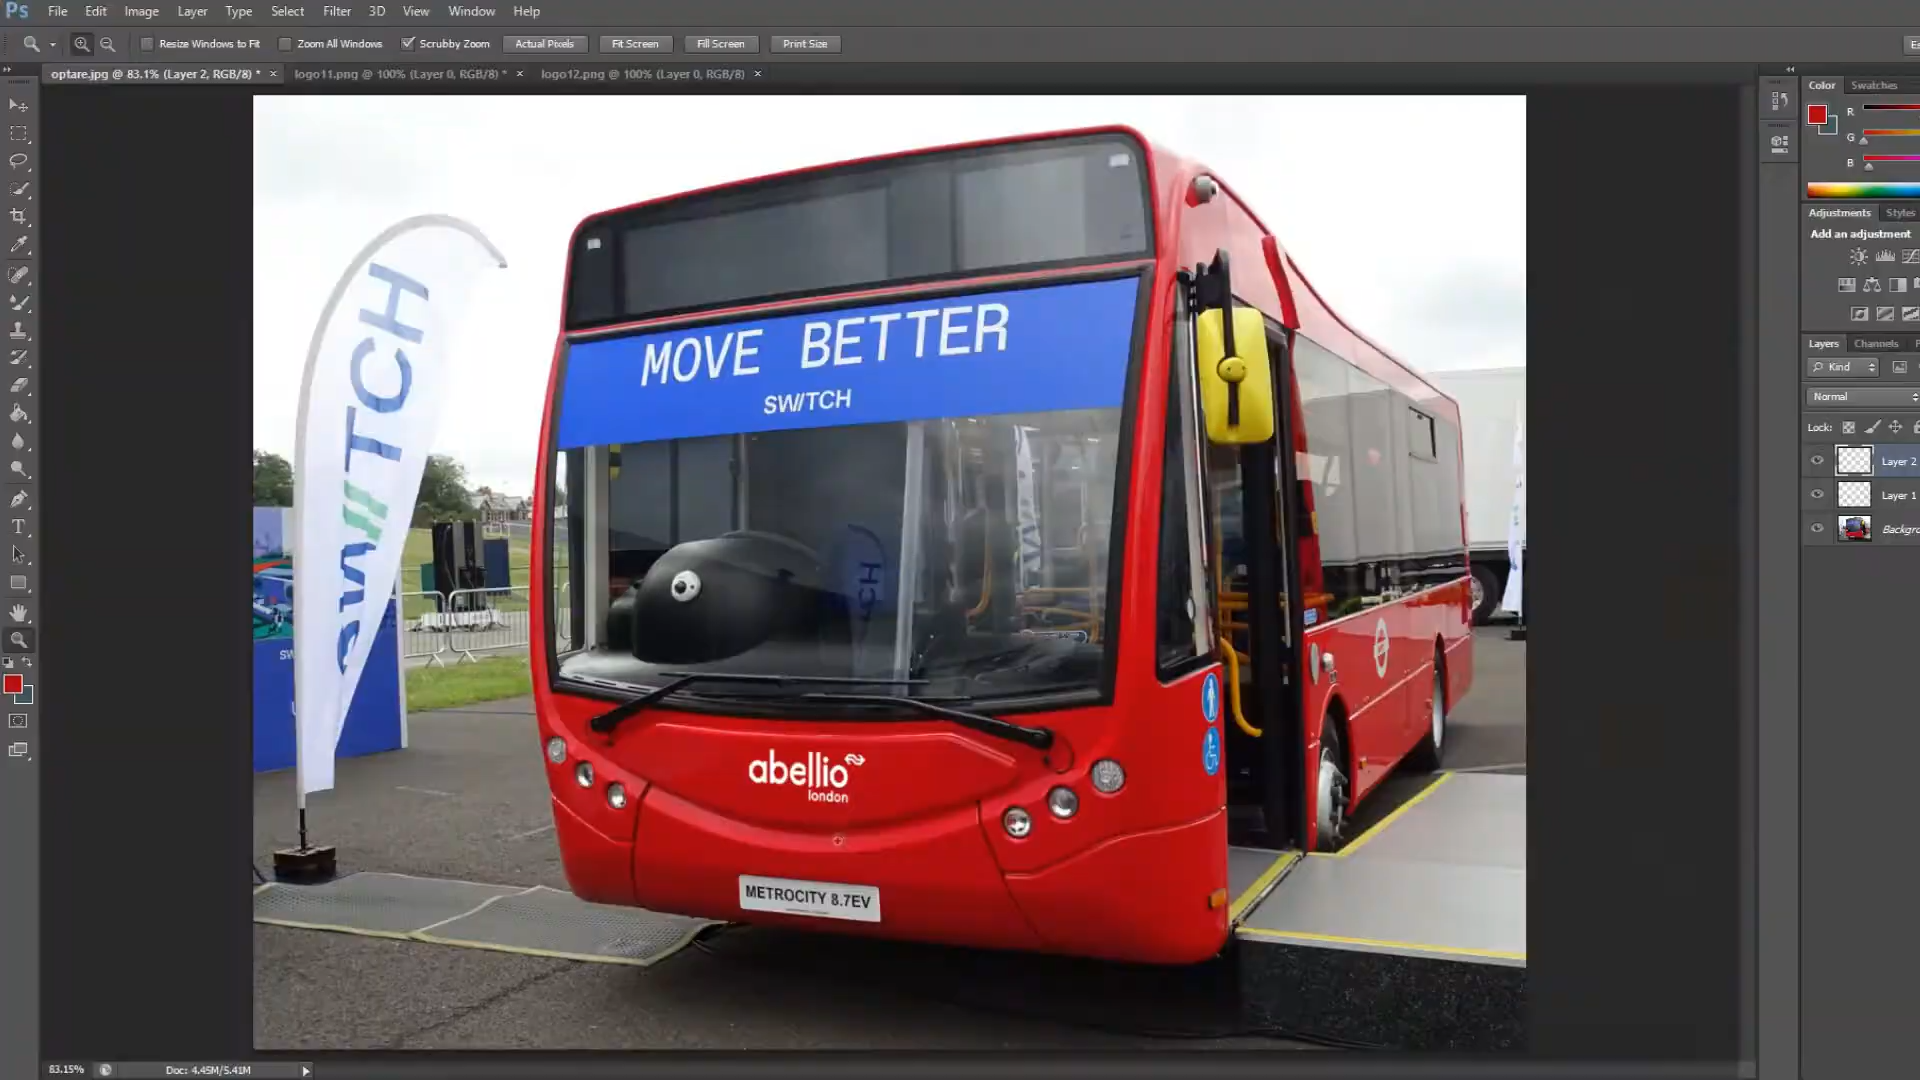 Ps File Edit Image Layer Type Select Filter 3D View Window Help
Resize Windows to Fit Zoom All Windows Scrubby Zoom Actual Pixels Fit Screen Fill Screen Print Size
optare.jpg @ 83.1% (Layer 2, RGB/8) * × logo11.png @ 100% (Layer 0, RGB/8) * × logo12.png @ 100% (Layer 0, RGB/8) ×
Color Swatches
R
G
B
Adjustments Styles
Add an adjustment
Layers Channels
Kind
Normal
Lock:
Layer 2
Layer 1
SWITCH
MOVE BETTER
SWITCH
abellio
london
METROCITY 8.7EV
83.15% Doc: 4.45M/5.41M